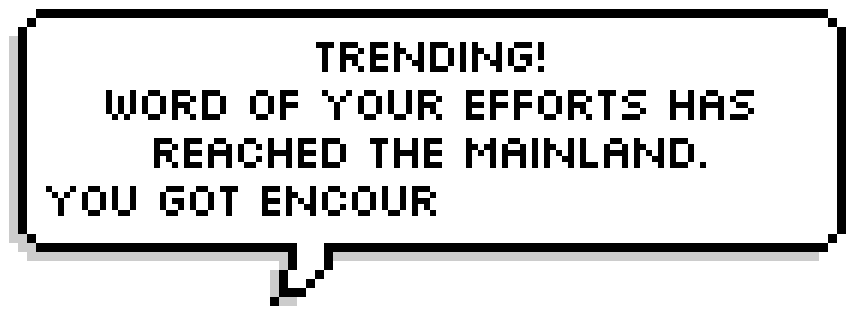 TRENDING!
WORD OF YOUR EFFORTS HAS
REACHED THE MAINLAND.
YOU GOT ENCOUR